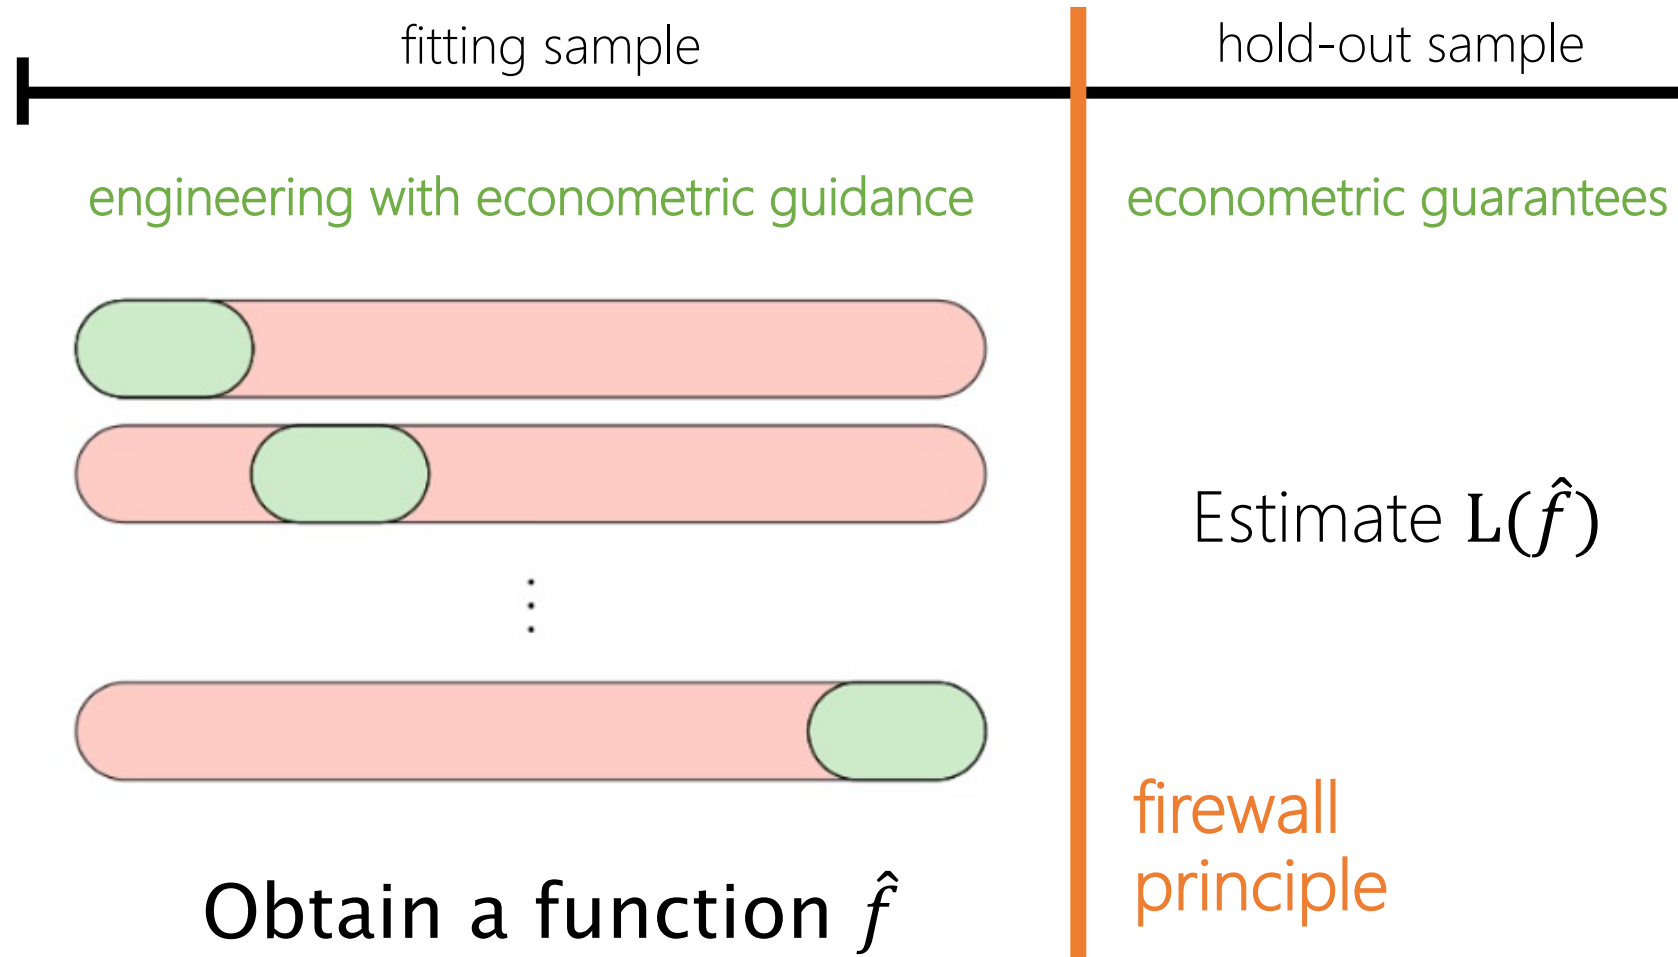 fitting sample
hold-out sample
engineering with econometric guidance
econometric guarantees
⋮
Estimate L(f̂)
firewall
principle
Obtain a function f̂